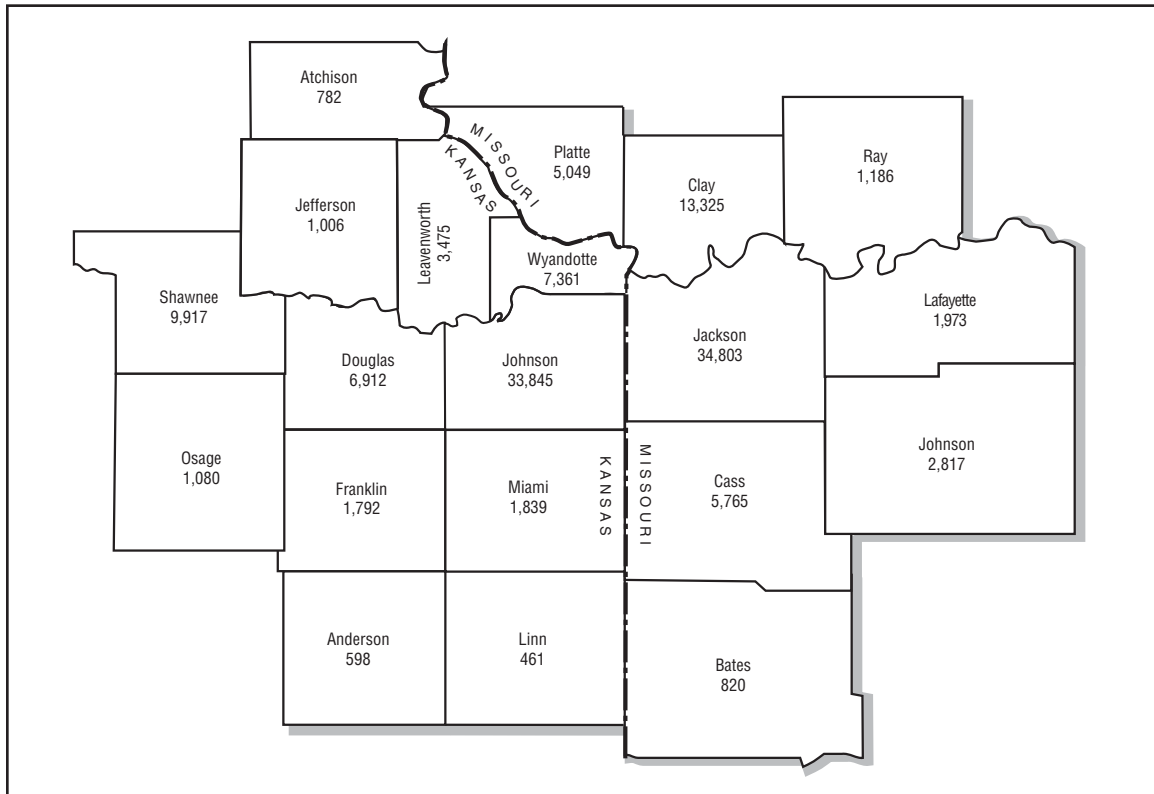 Atchison
782
MISSOURI
KANSAS
Platte
5,049
Clay
13,325
Ray
1,186
Jefferson
1,006
Leavenworth
3,475
Wyandotte
7,361
Shawnee
9,917
Lafayette
1,973
Douglas
6,912
Johnson
33,845
Jackson
34,803
Johnson
2,817
Osage
1,080
Franklin
1,792
Miami
1,839
KANSAS
MISSOURI
Cass
5,765
Anderson
598
Linn
461
Bates
820